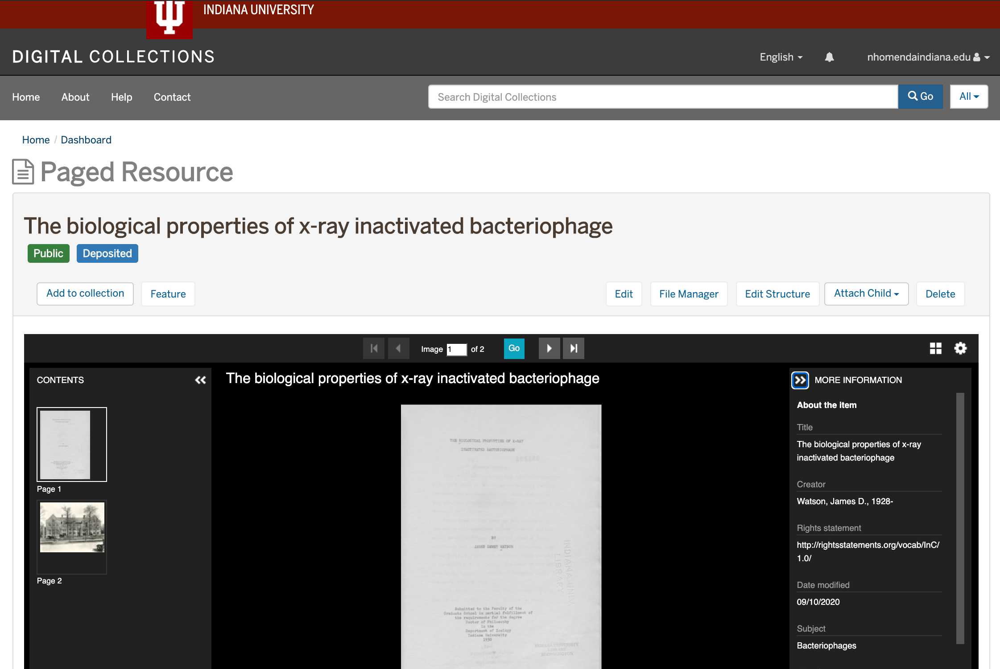 INDIANA UNIVERSITY
DIGITAL COLLECTIONS
English
nhomendaindiana.edu
Home About Help Contact
Search Digital Collections
Go
All
Home / Dashboard
Paged Resource
The biological properties of x-ray inactivated bacteriophage
Public Deposited
Add to collection Feature Edit File Manager Edit Structure Attach Child Delete
Image 1 of 2 Go
CONTENTS
Page 1
Page 2
The biological properties of x-ray inactivated bacteriophage
THE BIOLOGICAL PROPERTIES OF X-RAY
INACTIVATED BACTERIOPHAGE
BY
JAMES DEWEY WATSON
INDIANA UNIV.
LIBRARY
Submitted to the Faculty of the
Graduate School in partial fulfillment of
the requirements for the degree
Doctor of Philosophy
in the
Department of Zoology
Indiana University
1950
INDIANA UNIVERSITY
LIBRARY
BLOOMINGTON
MORE INFORMATION
About the item
Title
The biological properties of x-ray
inactivated bacteriophage
Creator
Watson, James D., 1928-
Rights statement
http://rightsstatements.org/vocab/InC/
1.0/
Date modified
09/10/2020
Subject
Bacteriophages